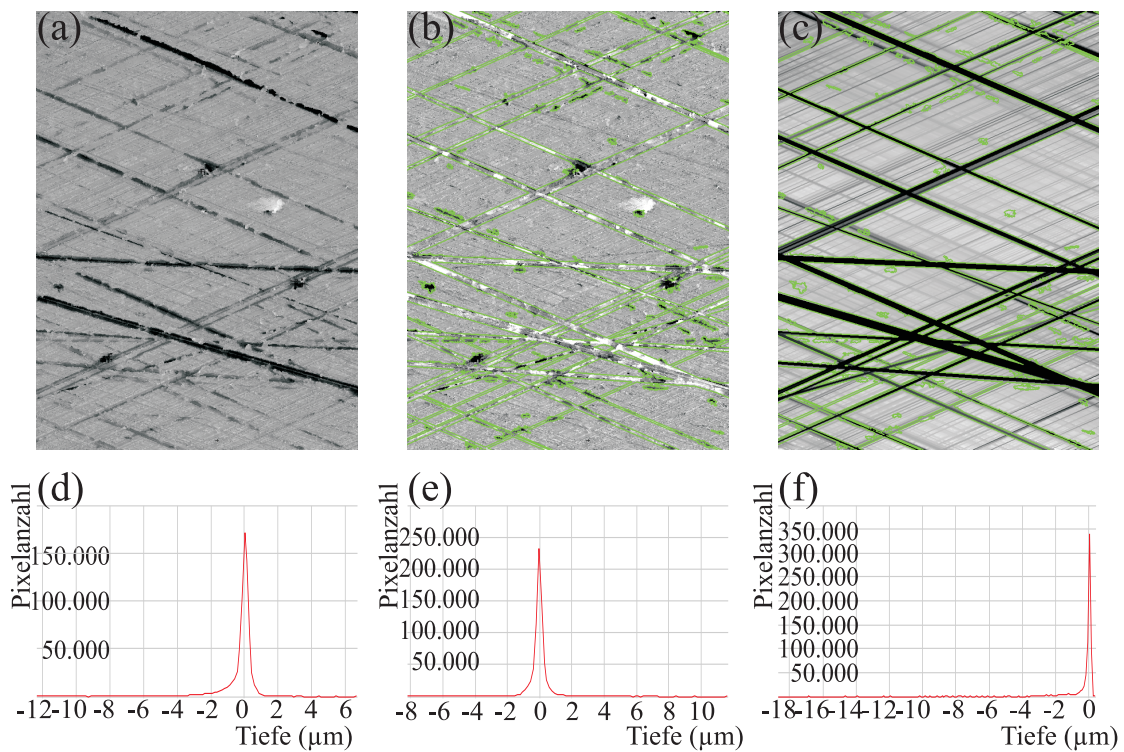 (a)
(b)
(c)
(d)
Pixelanzahl
150.000
100.000
50.000
-12 -10 -8 -6 -4 -2 0 2 4 6
Tiefe (µm)
(e)
Pixelanzahl
250.000
200.000
150.000
100.000
50.000
-8 -6 -4 -2 0 2 4 6 8 10
Tiefe (µm)
(f)
Pixelanzahl
350.000
300.000
250.000
200.000
150.000
100.000
50.000
-18 -16 -14 -12 -10 -8 -6 -4 -2 0
Tiefe (µm)